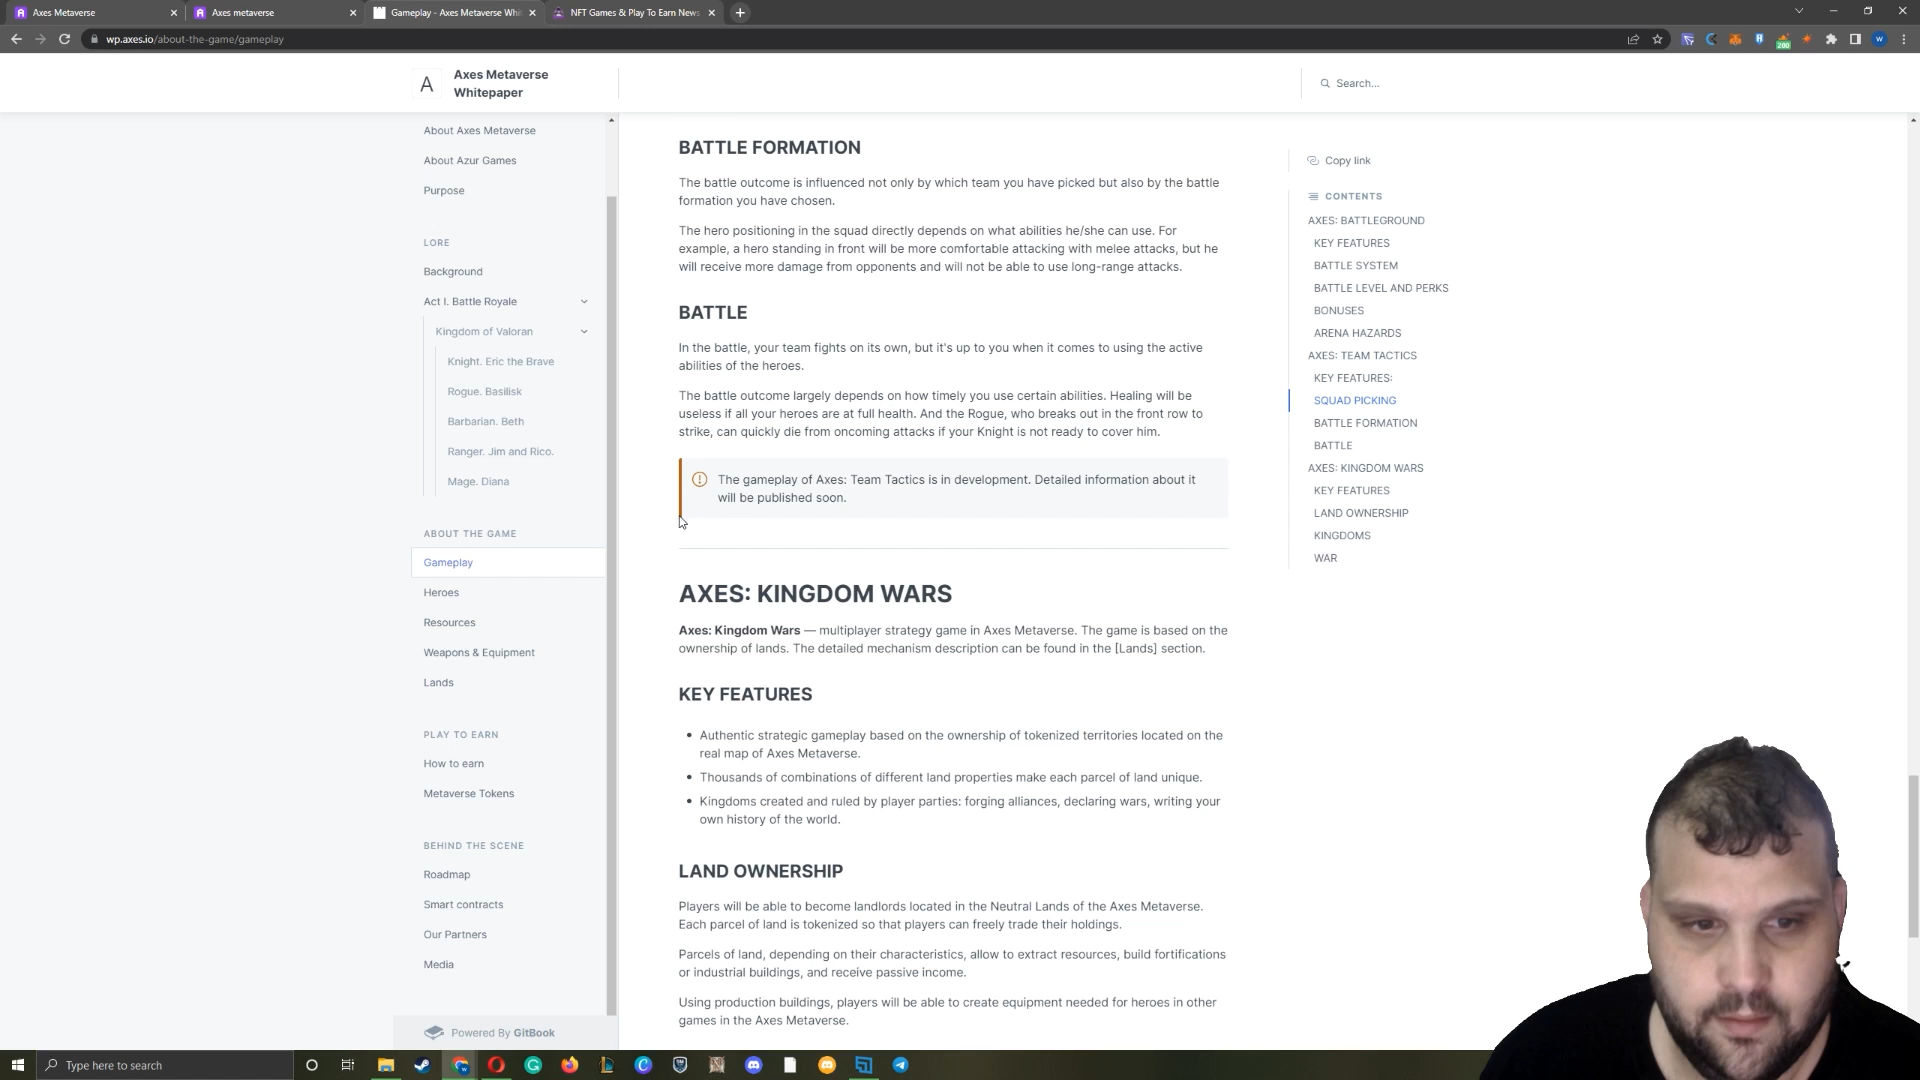 Axes Metaverse
Axes metaverse
Gameplay - Axes Metaverse Whi
NFT Games & Play To Earn News
wp.axes.io/about-the-game/gameplay
200
W
A
Axes Metaverse
Whitepaper
Search...
About Axes Metaverse
About Azur Games
Purpose
LORE
Background
Act I. Battle Royale
Kingdom of Valoran
Knight. Eric the Brave
Rogue. Basilisk
Barbarian. Beth
Ranger. Jim and Rico.
Mage. Diana
ABOUT THE GAME
Gameplay
Heroes
Resources
Weapons & Equipment
Lands
PLAY TO EARN
How to earn
Metaverse Tokens
BEHIND THE SCENE
Roadmap
Smart contracts
Our Partners
Media
Powered By GitBook
BATTLE FORMATION
The battle outcome is influenced not only by which team you have picked but also by the battle
formation you have chosen.
The hero positioning in the squad directly depends on what abilities he/she can use. For
example, a hero standing in front will be more comfortable attacking with melee attacks, but he
will receive more damage from opponents and will not be able to use long-range attacks.
BATTLE
In the battle, your team fights on its own, but it's up to you when it comes to using the active
abilities of the heroes.
The battle outcome largely depends on how timely you use certain abilities. Healing will be
useless if all your heroes are at full health. And the Rogue, who breaks out in the front row to
strike, can quickly die from oncoming attacks if your Knight is not ready to cover him.
The gameplay of Axes: Team Tactics is in development. Detailed information about it
will be published soon.
AXES: KINGDOM WARS
Axes: Kingdom Wars — multiplayer strategy game in Axes Metaverse. The game is based on the
ownership of lands. The detailed mechanism description can be found in the [Lands] section.
KEY FEATURES
• Authentic strategic gameplay based on the ownership of tokenized territories located on the
real map of Axes Metaverse.
• Thousands of combinations of different land properties make each parcel of land unique.
• Kingdoms created and ruled by player parties: forging alliances, declaring wars, writing your
own history of the world.
LAND OWNERSHIP
Players will be able to become landlords located in the Neutral Lands of the Axes Metaverse.
Each parcel of land is tokenized so that players can freely trade their holdings.
Parcels of land, depending on their characteristics, allow to extract resources, build fortifications
or industrial buildings, and receive passive income.
Using production buildings, players will be able to create equipment needed for heroes in other
games in the Axes Metaverse.
Copy link
CONTENTS
AXES: BATTLEGROUND
KEY FEATURES
BATTLE SYSTEM
BATTLE LEVEL AND PERKS
BONUSES
ARENA HAZARDS
AXES: TEAM TACTICS
KEY FEATURES:
SQUAD PICKING
BATTLE FORMATION
BATTLE
AXES: KINGDOM WARS
KEY FEATURES
LAND OWNERSHIP
KINGDOMS
WAR
Type here to search